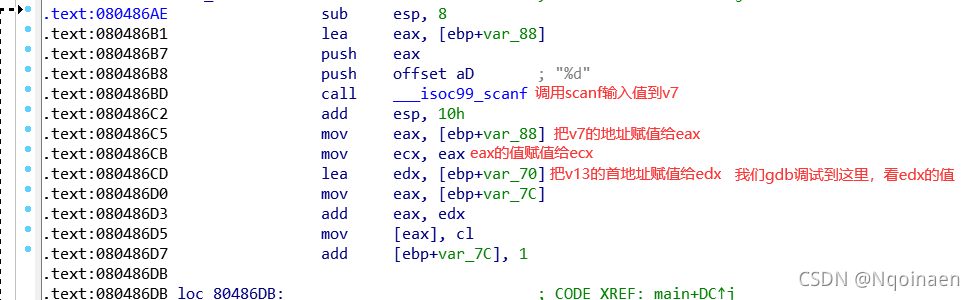 .text:080486AE sub esp, 8
.text:080486B1 lea eax, [ebp+var_88]
.text:080486B7 push eax
.text:080486B8 push offset aD ; "%d"
.text:080486BD call ___isoc99_scanf 调用scanf输入值到v7
.text:080486C2 add esp, 10h
.text:080486C5 mov eax, [ebp+var_88] 把v7的地址赋值给eax
.text:080486CB mov ecx, eax eax的值赋值给ecx
.text:080486CD lea edx, [ebp+var_70] 把v13的首地址赋值给edx 我们gdb调试到这里，看edx的值
.text:080486D0 mov eax, [ebp+var_7C]
.text:080486D3 add eax, edx
.text:080486D5 mov [eax], cl
.text:080486D7 add [ebp+var_7C], 1
.text:080486DB
.text:080486DB loc_80486DB: ; CODE XREF: main+DC↑j
CSDN @Nqoinaen